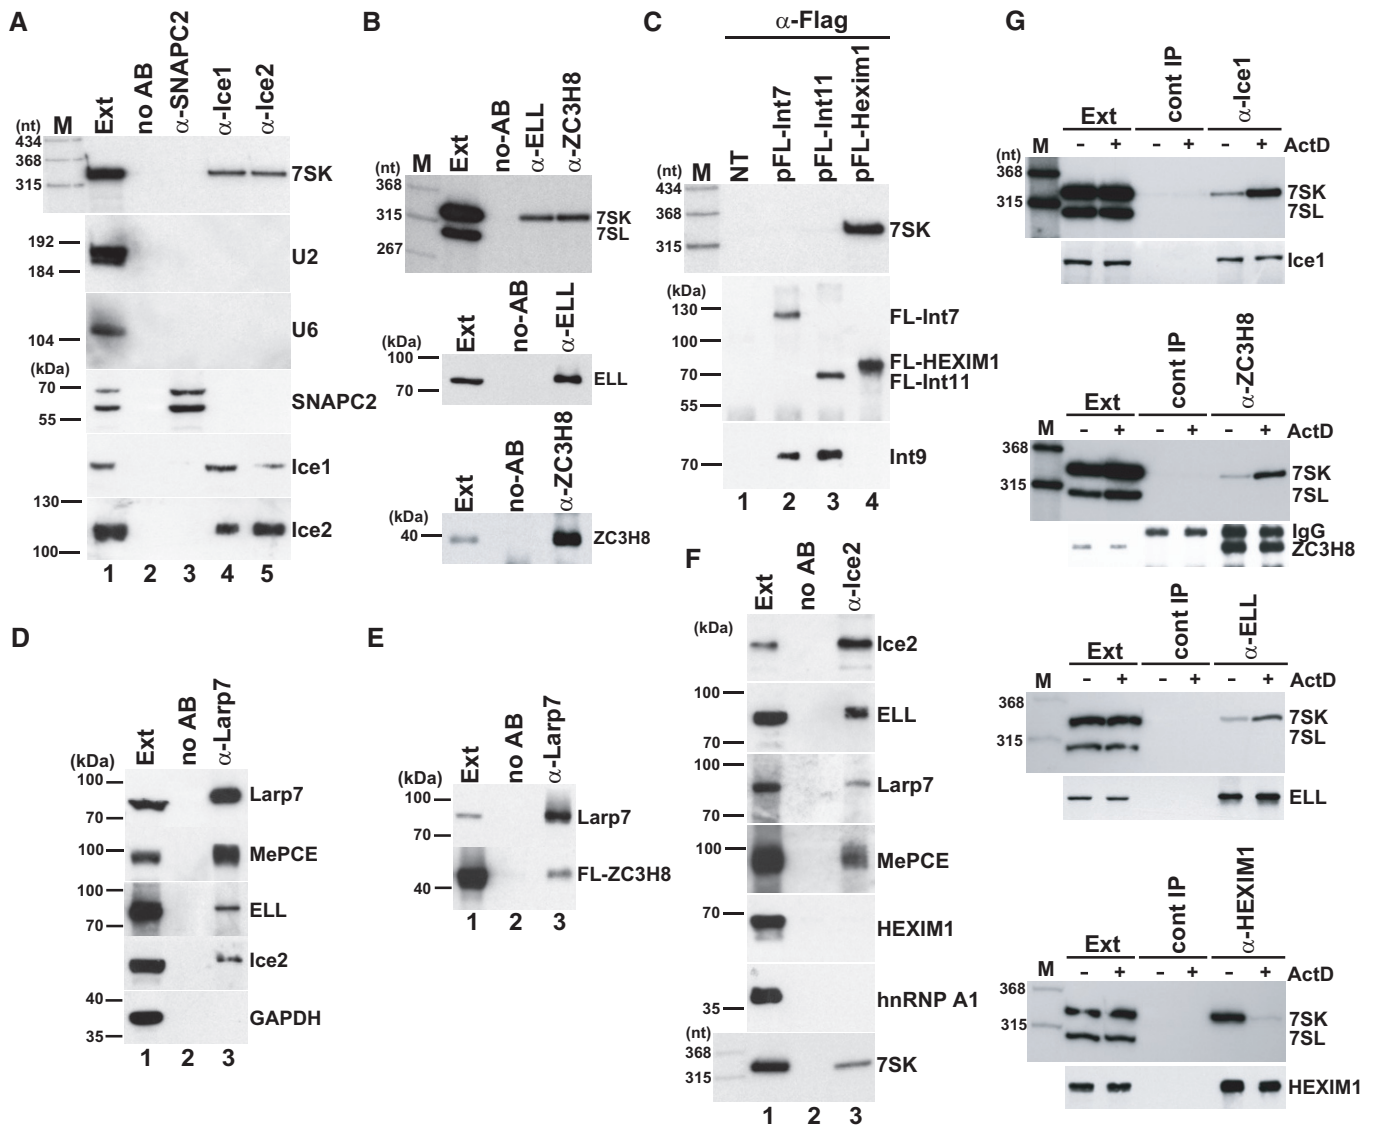 A
Ext
no AB
α-SNAPC2
α-Ice1
α-Ice2
(nt) M
434
368
315
7SK
192
184
U2
104
U6
(kDa)
70
55
SNAPC2
Ice1
130
100
Ice2
1 2 3 4 5
B
(nt) M
Ext
no-AB
α-ELL
α-ZC3H8
368
315
267
7SK
7SL
Ext
no-AB
α-ELL
(kDa)
100
70
ELL
Ext
no-AB
α-ZC3H8
(kDa)
40
ZC3H8
C
α-Flag
(nt) M
NT
pFL-Int7
pFL-Int11
pFL-Hexim1
434
368
315
7SK
(kDa)
130
100
70
55
FL-Int7
FL-HEXIM1
FL-Int11
70
Int9
1 2 3 4
D
Ext
no AB
α-Larp7
(kDa)
100
70
Larp7
100
MePCE
100
70
ELL
Ice2
40
35
GAPDH
1 2 3
E
Ext
no AB
α-Larp7
(kDa)
100
70
Larp7
40
FL-ZC3H8
1 2 3
F
Ext
no AB
α-Ice2
(kDa)
Ice2
100
70
ELL
100
70
Larp7
100
MePCE
70
HEXIM1
35
hnRNP A1
(nt)
368
315
7SK
1 2 3
G
Ext
cont IP
α-Ice1
M - + - + - + ActD
(nt)
368
315
7SK
7SL
Ice1
Ext
cont IP
α-ZC3H8
M - + - + - + ActD
368
315
7SK
7SL
IgG
ZC3H8
Ext
cont IP
α-ELL
M - + - + - + ActD
368
315
7SK
7SL
ELL
Ext
cont IP
α-HEXIM1
M - + - + - + ActD
368
315
7SK
7SL
HEXIM1